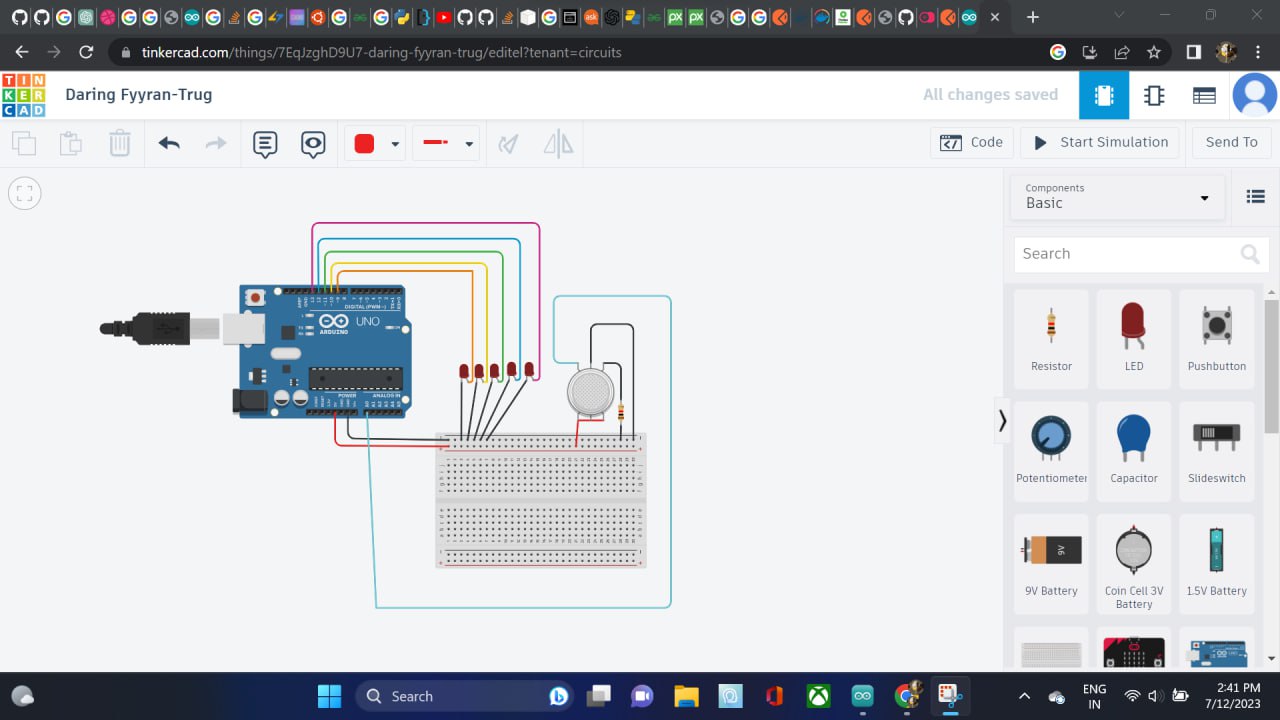 tinkercad.com/things/7EqJzghD9U7-daring-fyyran-trug/editel?tenant=circuits
TIN
KER
CAD
Daring Fyyran-Trug
All changes saved
Code
Start Simulation
Send To
Components
Basic
Search
DIGITAL (PWM~)
UNO
ARDUINO
POWER
ANALOG IN
Resistor
LED
Pushbutton
Potentiometer
Capacitor
Slideswitch
9V
9V Battery
Coin Cell 3V
Battery
1.5V Battery
Search
ENG
IN
2:41 PM
7/12/2023